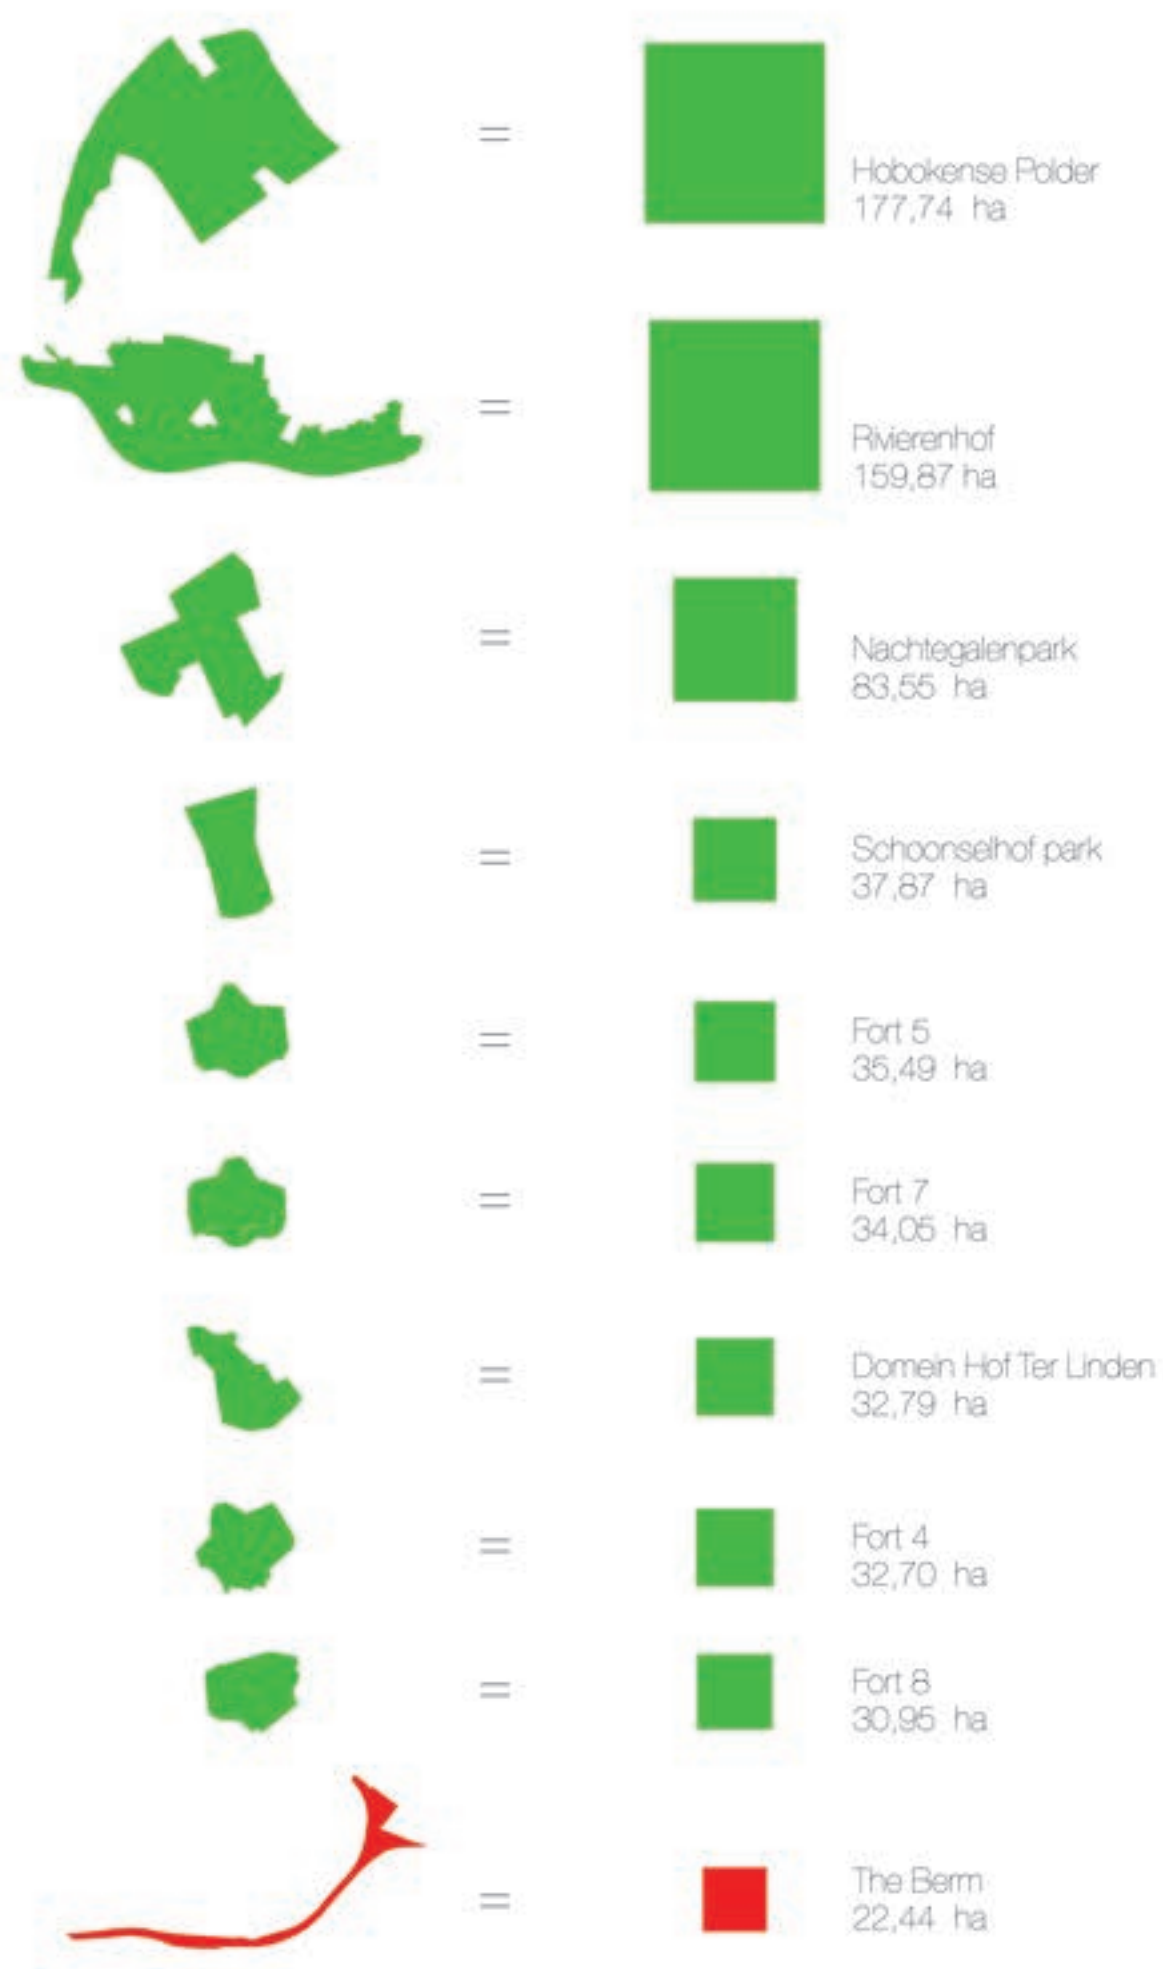 =
Hobokense Polder
177,74 ha
=
Rivierenhof
159,87 ha
=
Nachtegalenpark
83,55 ha
=
Schoonselhof park
37,87 ha
=
Fort 5
35,49 ha
=
Fort 7
34,05 ha
=
Domein Hof Ter Linden
32,79 ha
=
Fort 4
32,70 ha
=
Fort 8
30,95 ha
=
The Berm
22,44 ha